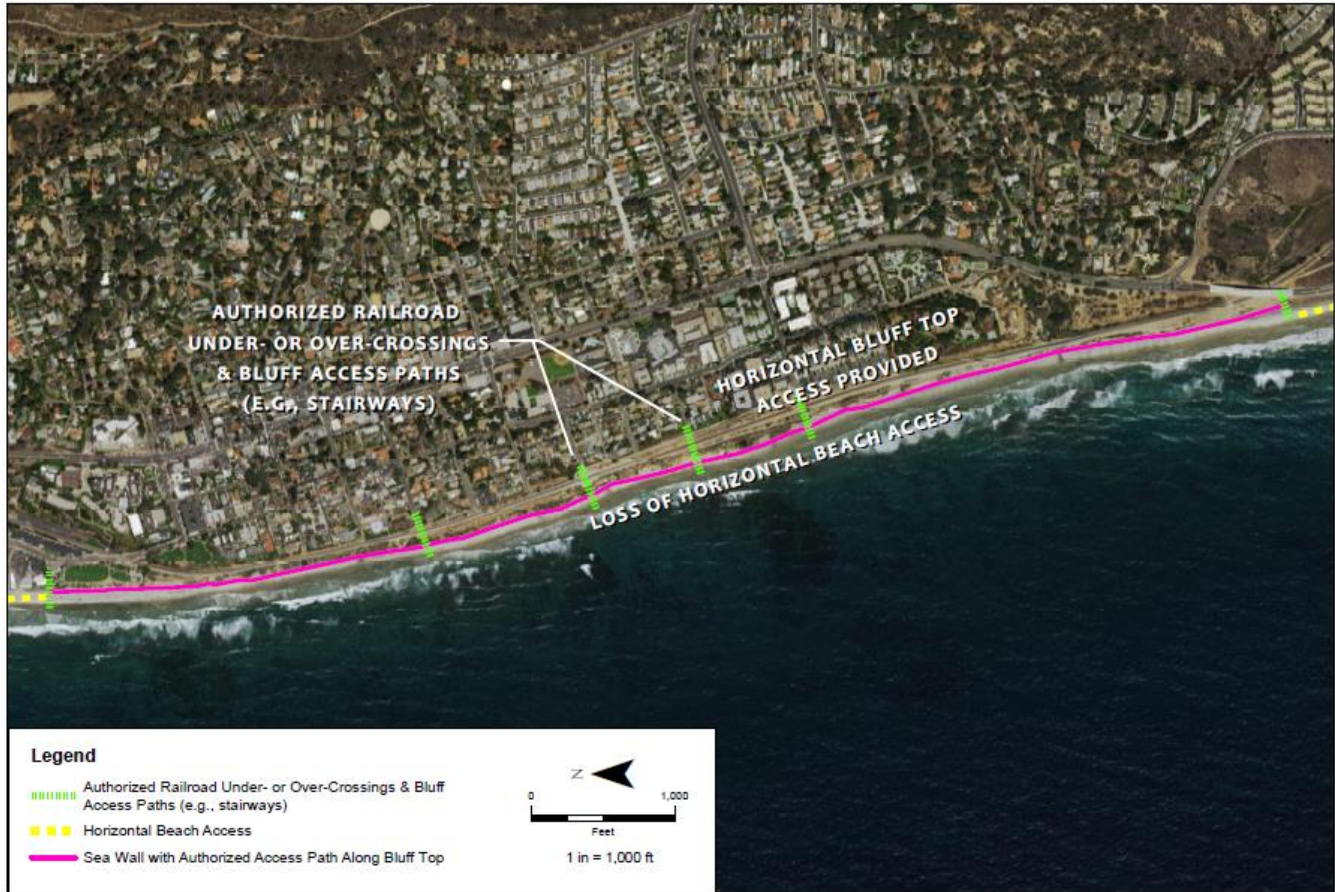 AUTHORIZED RAILROAD
UNDER- OR OVER-CROSSINGS
& BLUFF ACCESS PATHS
(E.G., STAIRWAYS)
HORIZONTAL BLUFF TOP
ACCESS PROVIDED
LOSS OF HORIZONTAL BEACH ACCESS
Legend
Authorized Railroad Under- or Over-Crossings & Bluff
Access Paths (e.g., stairways)
Horizontal Beach Access
Sea Wall with Authorized Access Path Along Bluff Top
N
0 1,000
Feet
1 in = 1,000 ft